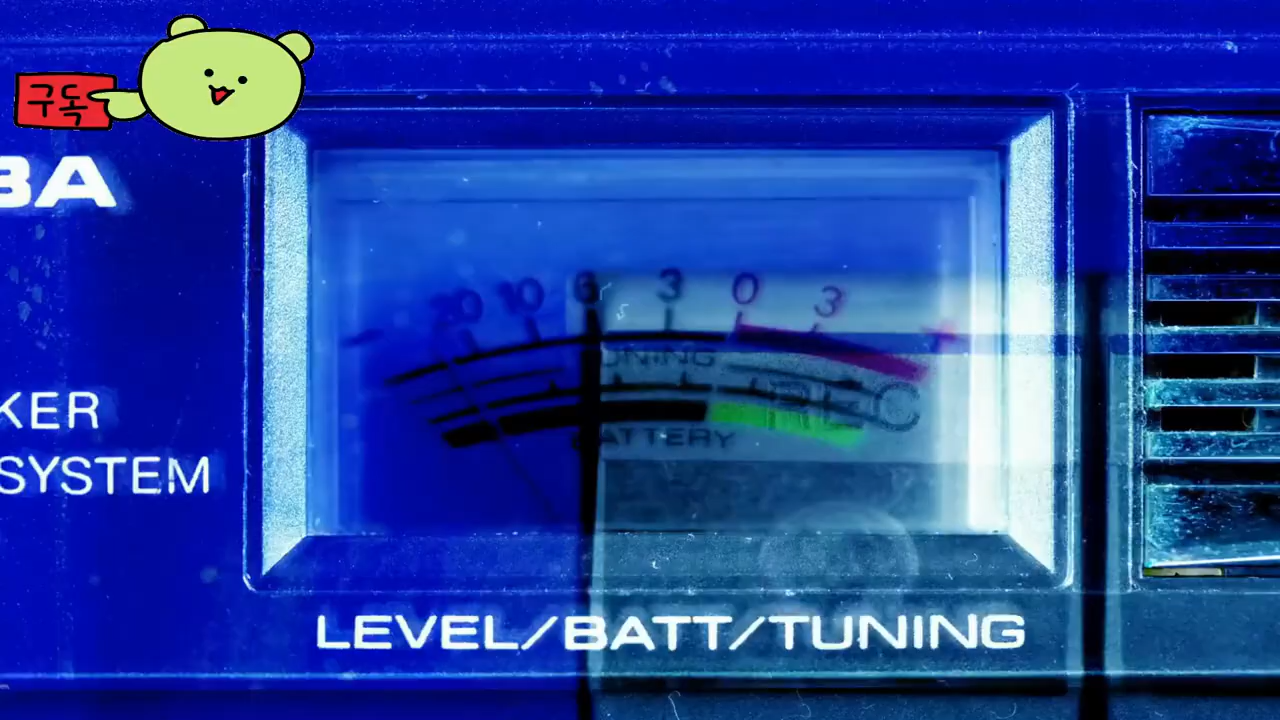 구독
BA
20 10 6 3 0 3
- +
TUNING
REC
BATTERY
KER
SYSTEM
LEVEL/BATT/TUNING